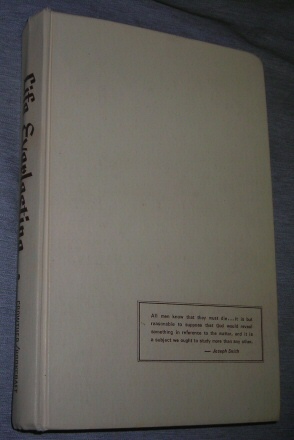 Life Everlasting
All men know that they must die....It is but
reasonable to suppose that God would reveal
something in reference to the matter, and it is
a subject we ought to study more than any other.
— Joseph Smith